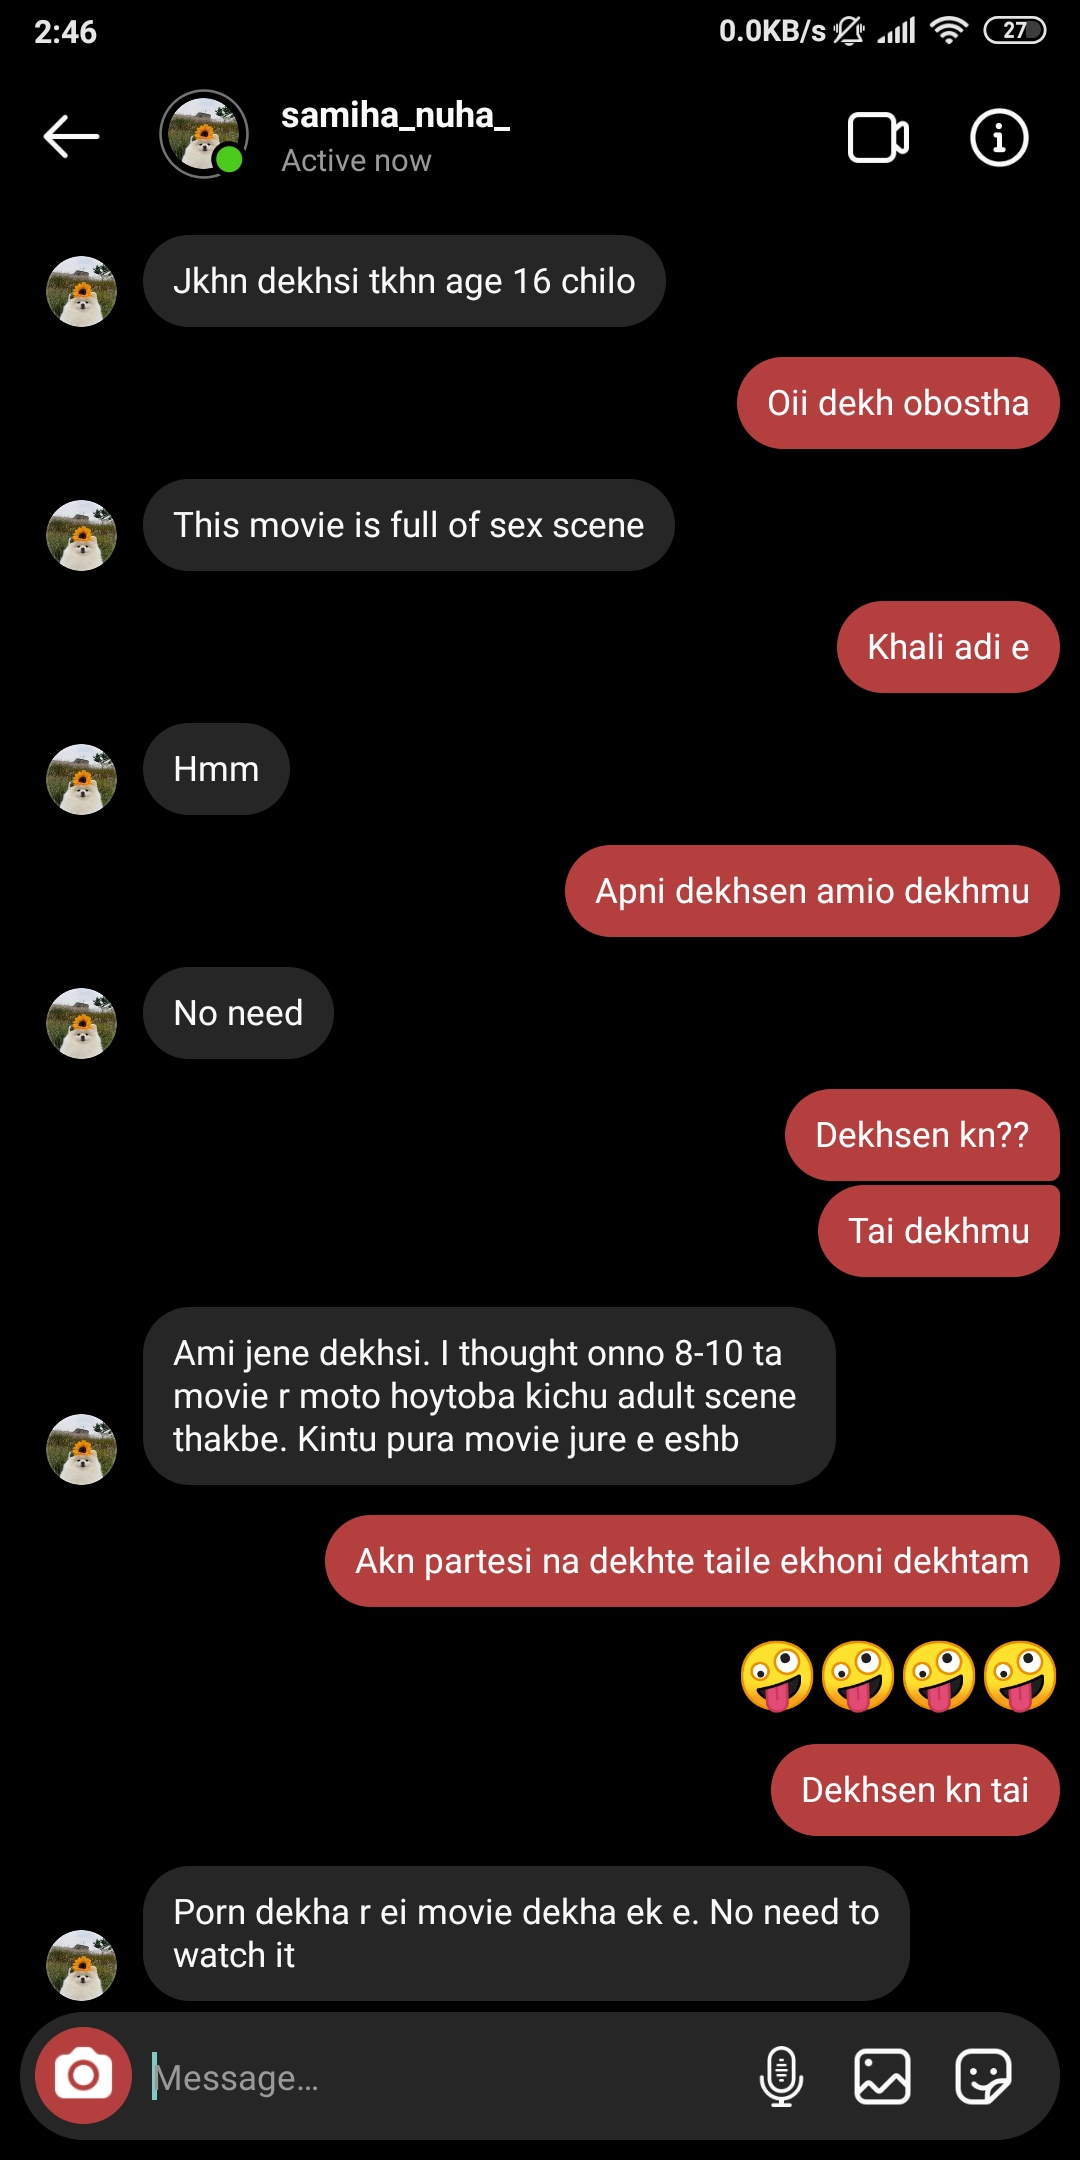 2:46
0.0KB/s
27
samiha_nuha_
Active now
Jkhn dekhsi tkhn age 16 chilo
Oii dekh obostha
This movie is full of sex scene
Khali adi e
Hmm
Apni dekhsen amio dekhmu
No need
Dekhsen kn??
Tai dekhmu
Ami jene dekhsi. I thought onno 8-10 ta
movie r moto hoytoba kichu adult scene
thakbe. Kintu pura movie jure e eshb
Akn partesi na dekhte taile ekhoni dekhtam
🤪🤪🤪🤪
Dekhsen kn tai
Porn dekha r ei movie dekha ek e. No need to
watch it
Message…